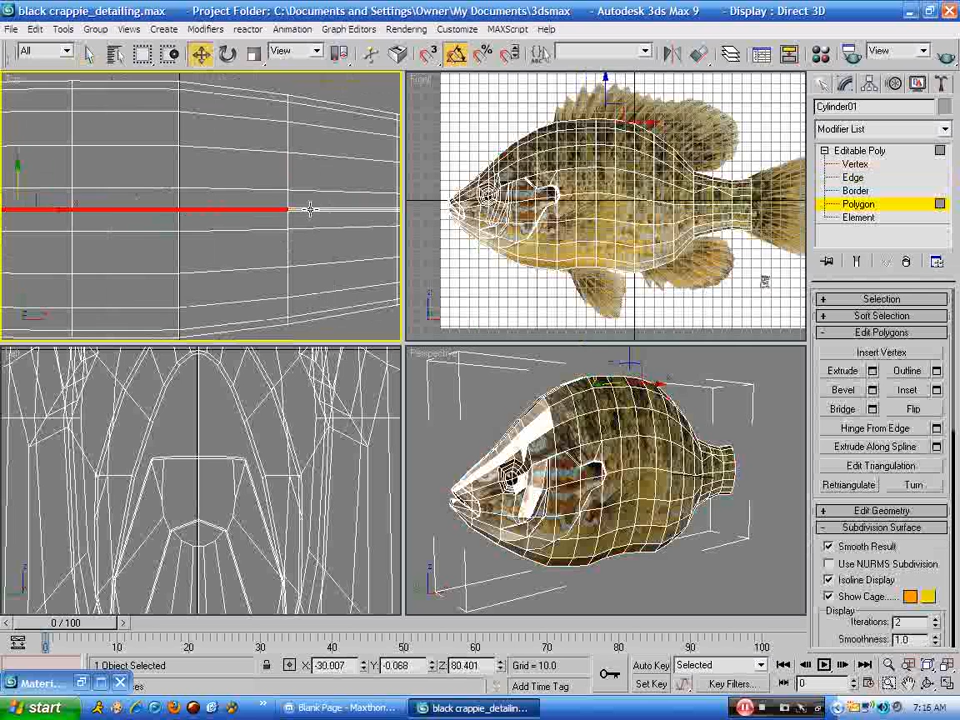 black crappie_detailing.max - Project Folder: C:\Documents and Settings\Owner\My Documents\3dsmax - Autodesk 3ds Max 9 - Display : Direct 3D
File Edit Tools Group Views Create Modifiers reactor Animation Graph Editors Rendering Customize MAXScript Help
All View View
Front
Perspective
Cylinder01
Modifier List
Editable Poly
Vertex
Edge
Border
Polygon
Element
+ Selection
+ Soft Selection
- Edit Polygons
Insert Vertex
Extrude Outline
Bevel Inset
Bridge Flip
Hinge From Edge
Extrude Along Spline
Edit Triangulation
Retriangulate Turn
+ Edit Geometry
- Subdivision Surface
Smooth Result
Use NURMS Subdivision
Isoline Display
Show Cage......
Display
Iterations: 2
Smoothness: 1.0
0 / 100
0 10 20 30 40 50 60 70 80 90 100
1 Object Selected X: -30.007 Y: -0.068 Z: 80.401 Grid = 10.0 Auto Key Selected
Add Time Tag Set Key Key Filters... 0
Materi...
start Blank Page - Maxthon... black crappie_detailin... 7:16 AM